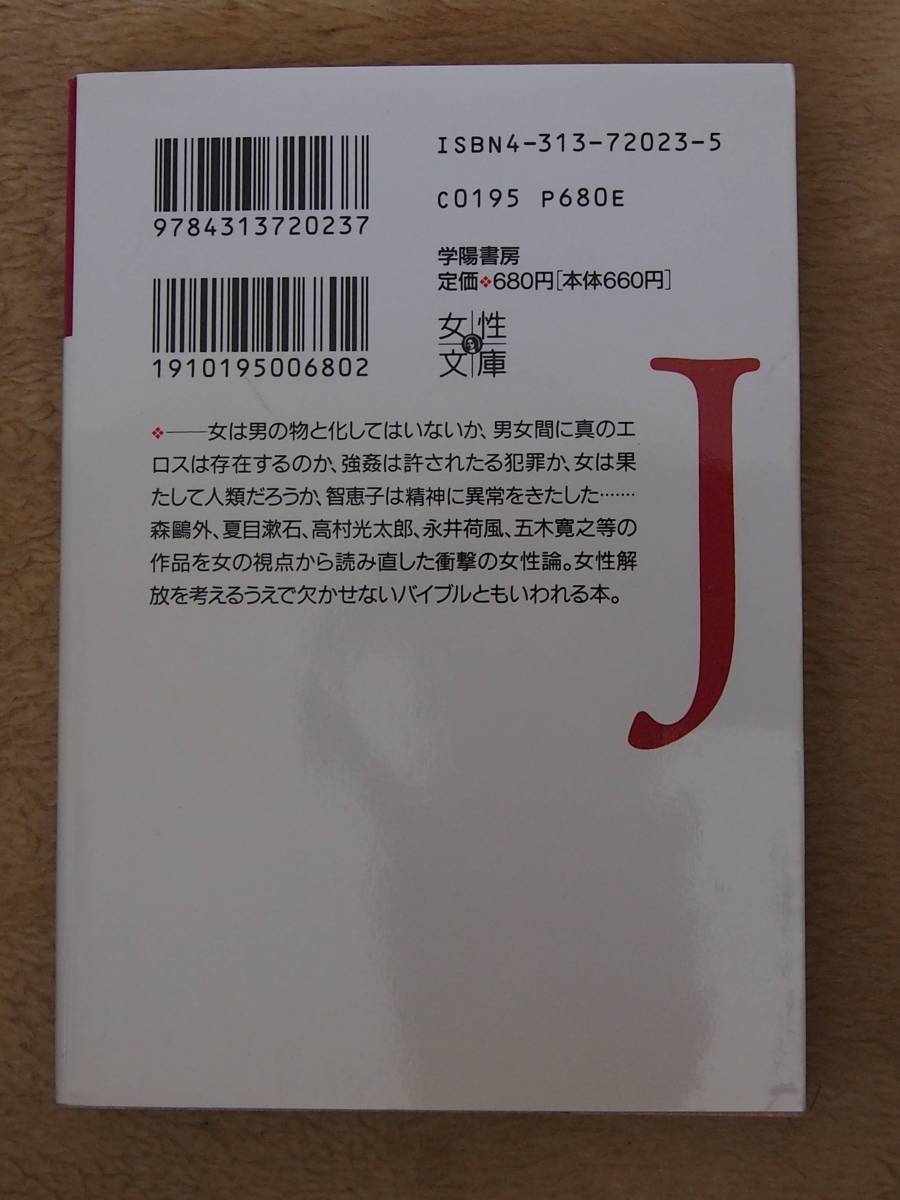 ISBN4-313-72023-5
9784313720237
C0195 P680E
学陽書房
定価❖680円[本体660円]
1910195006802
女性
文庫
J
❖──女は男の物と化してはいないか、男女間に真のエ
ロスは存在するのか、強姦は許されたる犯罪か、女は果
たして人類だろうか、智恵子は精神に異常をきたした……
森鷗外、夏目漱石、高村光太郎、永井荷風、五木寛之等の
作品を女の視点から読み直した衝撃の女性論。女性解
放を考えるうえで欠かせないバイブルともいわれる本。